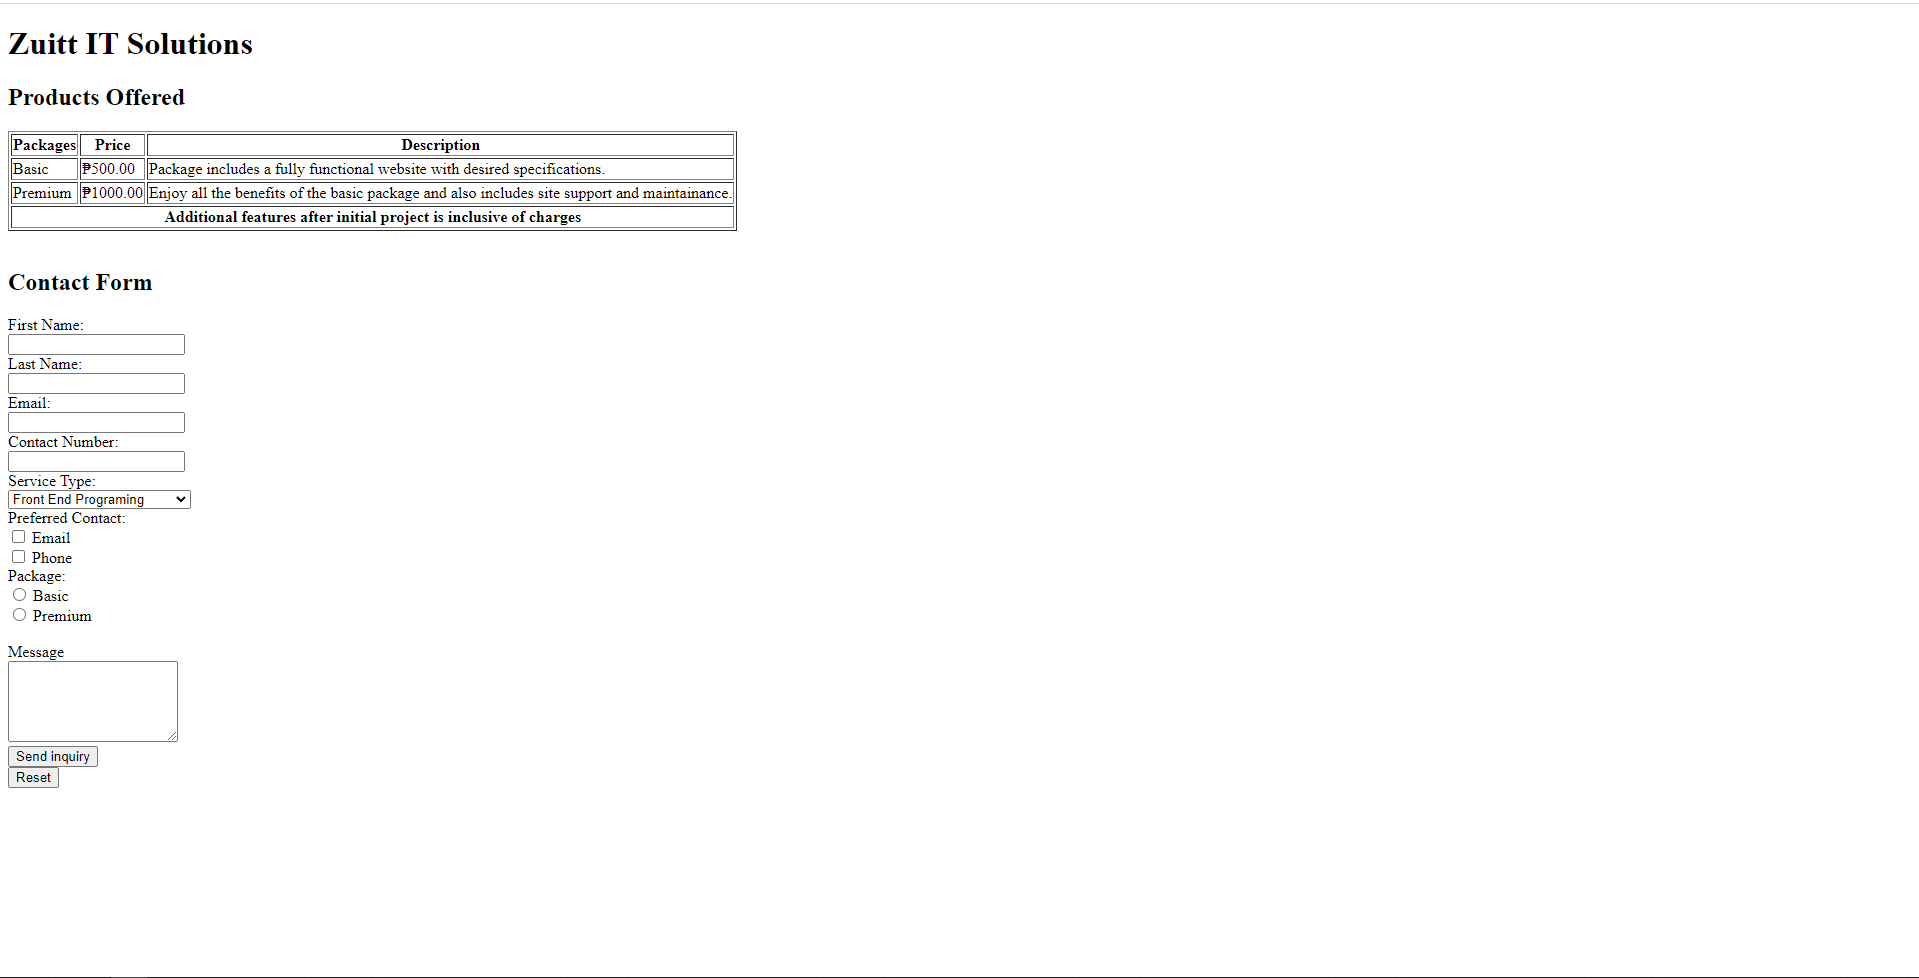 Zuitt IT Solutions
Products Offered
Packages Price Description
Basic ₱500.00 Package includes a fully functional website with desired specifications.
Premium ₱1000.00 Enjoy all the benefits of the basic package and also includes site support and maintainance.
Additional features after initial project is inclusive of charges
Contact Form
First Name:
Last Name:
Email:
Contact Number:
Service Type:
Front End Programing
Preferred Contact:
Email
Phone
Package:
Basic
Premium
Message
Send inquiry
Reset